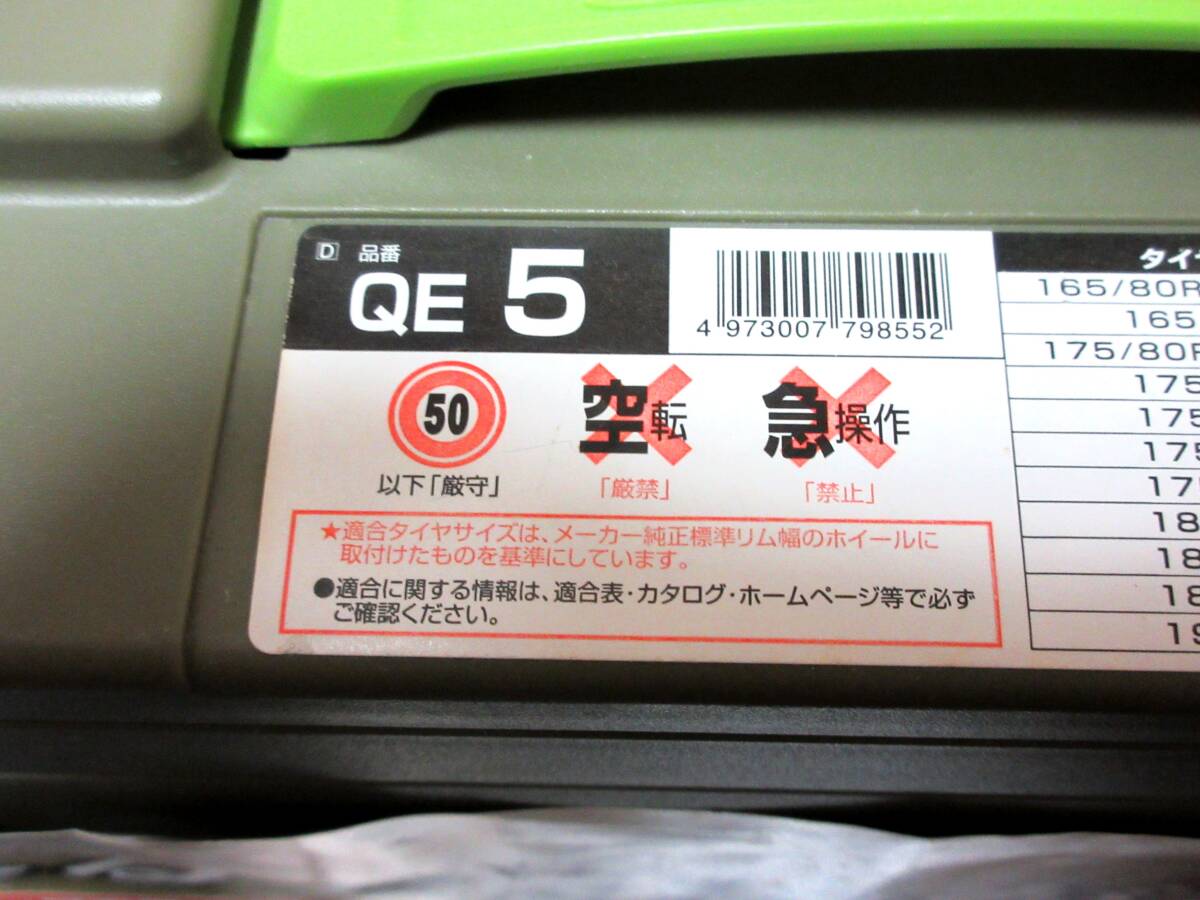 D 品番
QE 5
4 973007 798552
50
以下「厳守」
空転
「厳禁」
急操作
「禁止」
★適合タイヤサイズは、メーカー純正標準リム幅のホイールに
取付けたものを基準にしています。
●適合に関する情報は、適合表・カタログ・ホームページ等で必ず
ご確認ください。
タイヤ
165/80R
165
175/80R
175
175
175
17
18
18
18
19